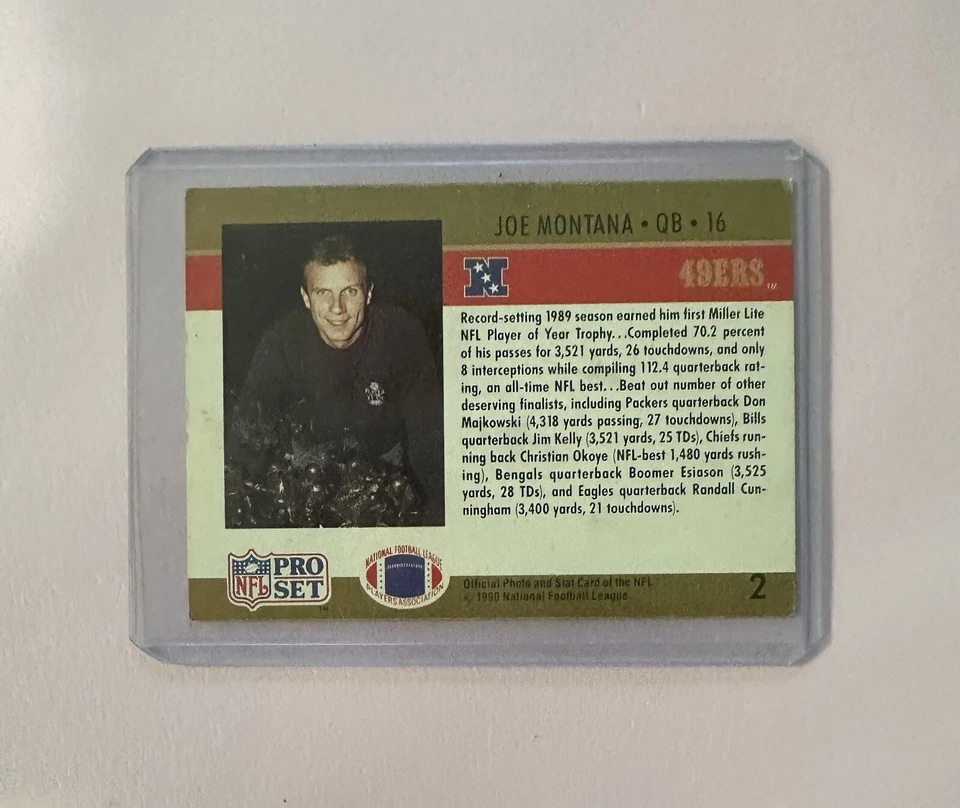 JOE MONTANA • QB • 16
N
49ERS
Record-setting 1989 season earned him first Miller Lite
NFL Player of Year Trophy...Completed 70.2 percent
of his passes for 3,521 yards, 26 touchdowns, and only
8 interceptions while compiling 112.4 quarterback rat-
ing, an all-time NFL best...Beat out number of other
deserving finalists, including Packers quarterback Don
Majkowski (4,318 yards passing, 27 touchdowns), Bills
quarterback Jim Kelly (3,521 yards, 25 TDs), Chiefs run-
ning back Christian Okoye (NFL-best 1,480 yards rush-
ing), Bengals quarterback Boomer Esiason (3,525
yards, 28 TDs), and Eagles quarterback Randall Cun-
ningham (3,400 yards, 21 touchdowns).
NFL PRO SET
NATIONAL FOOTBALL LEAGUE
PLAYERS ASSOCIATION
Official Photo and Stat Card of the NFL
© 1990 National Football League
2